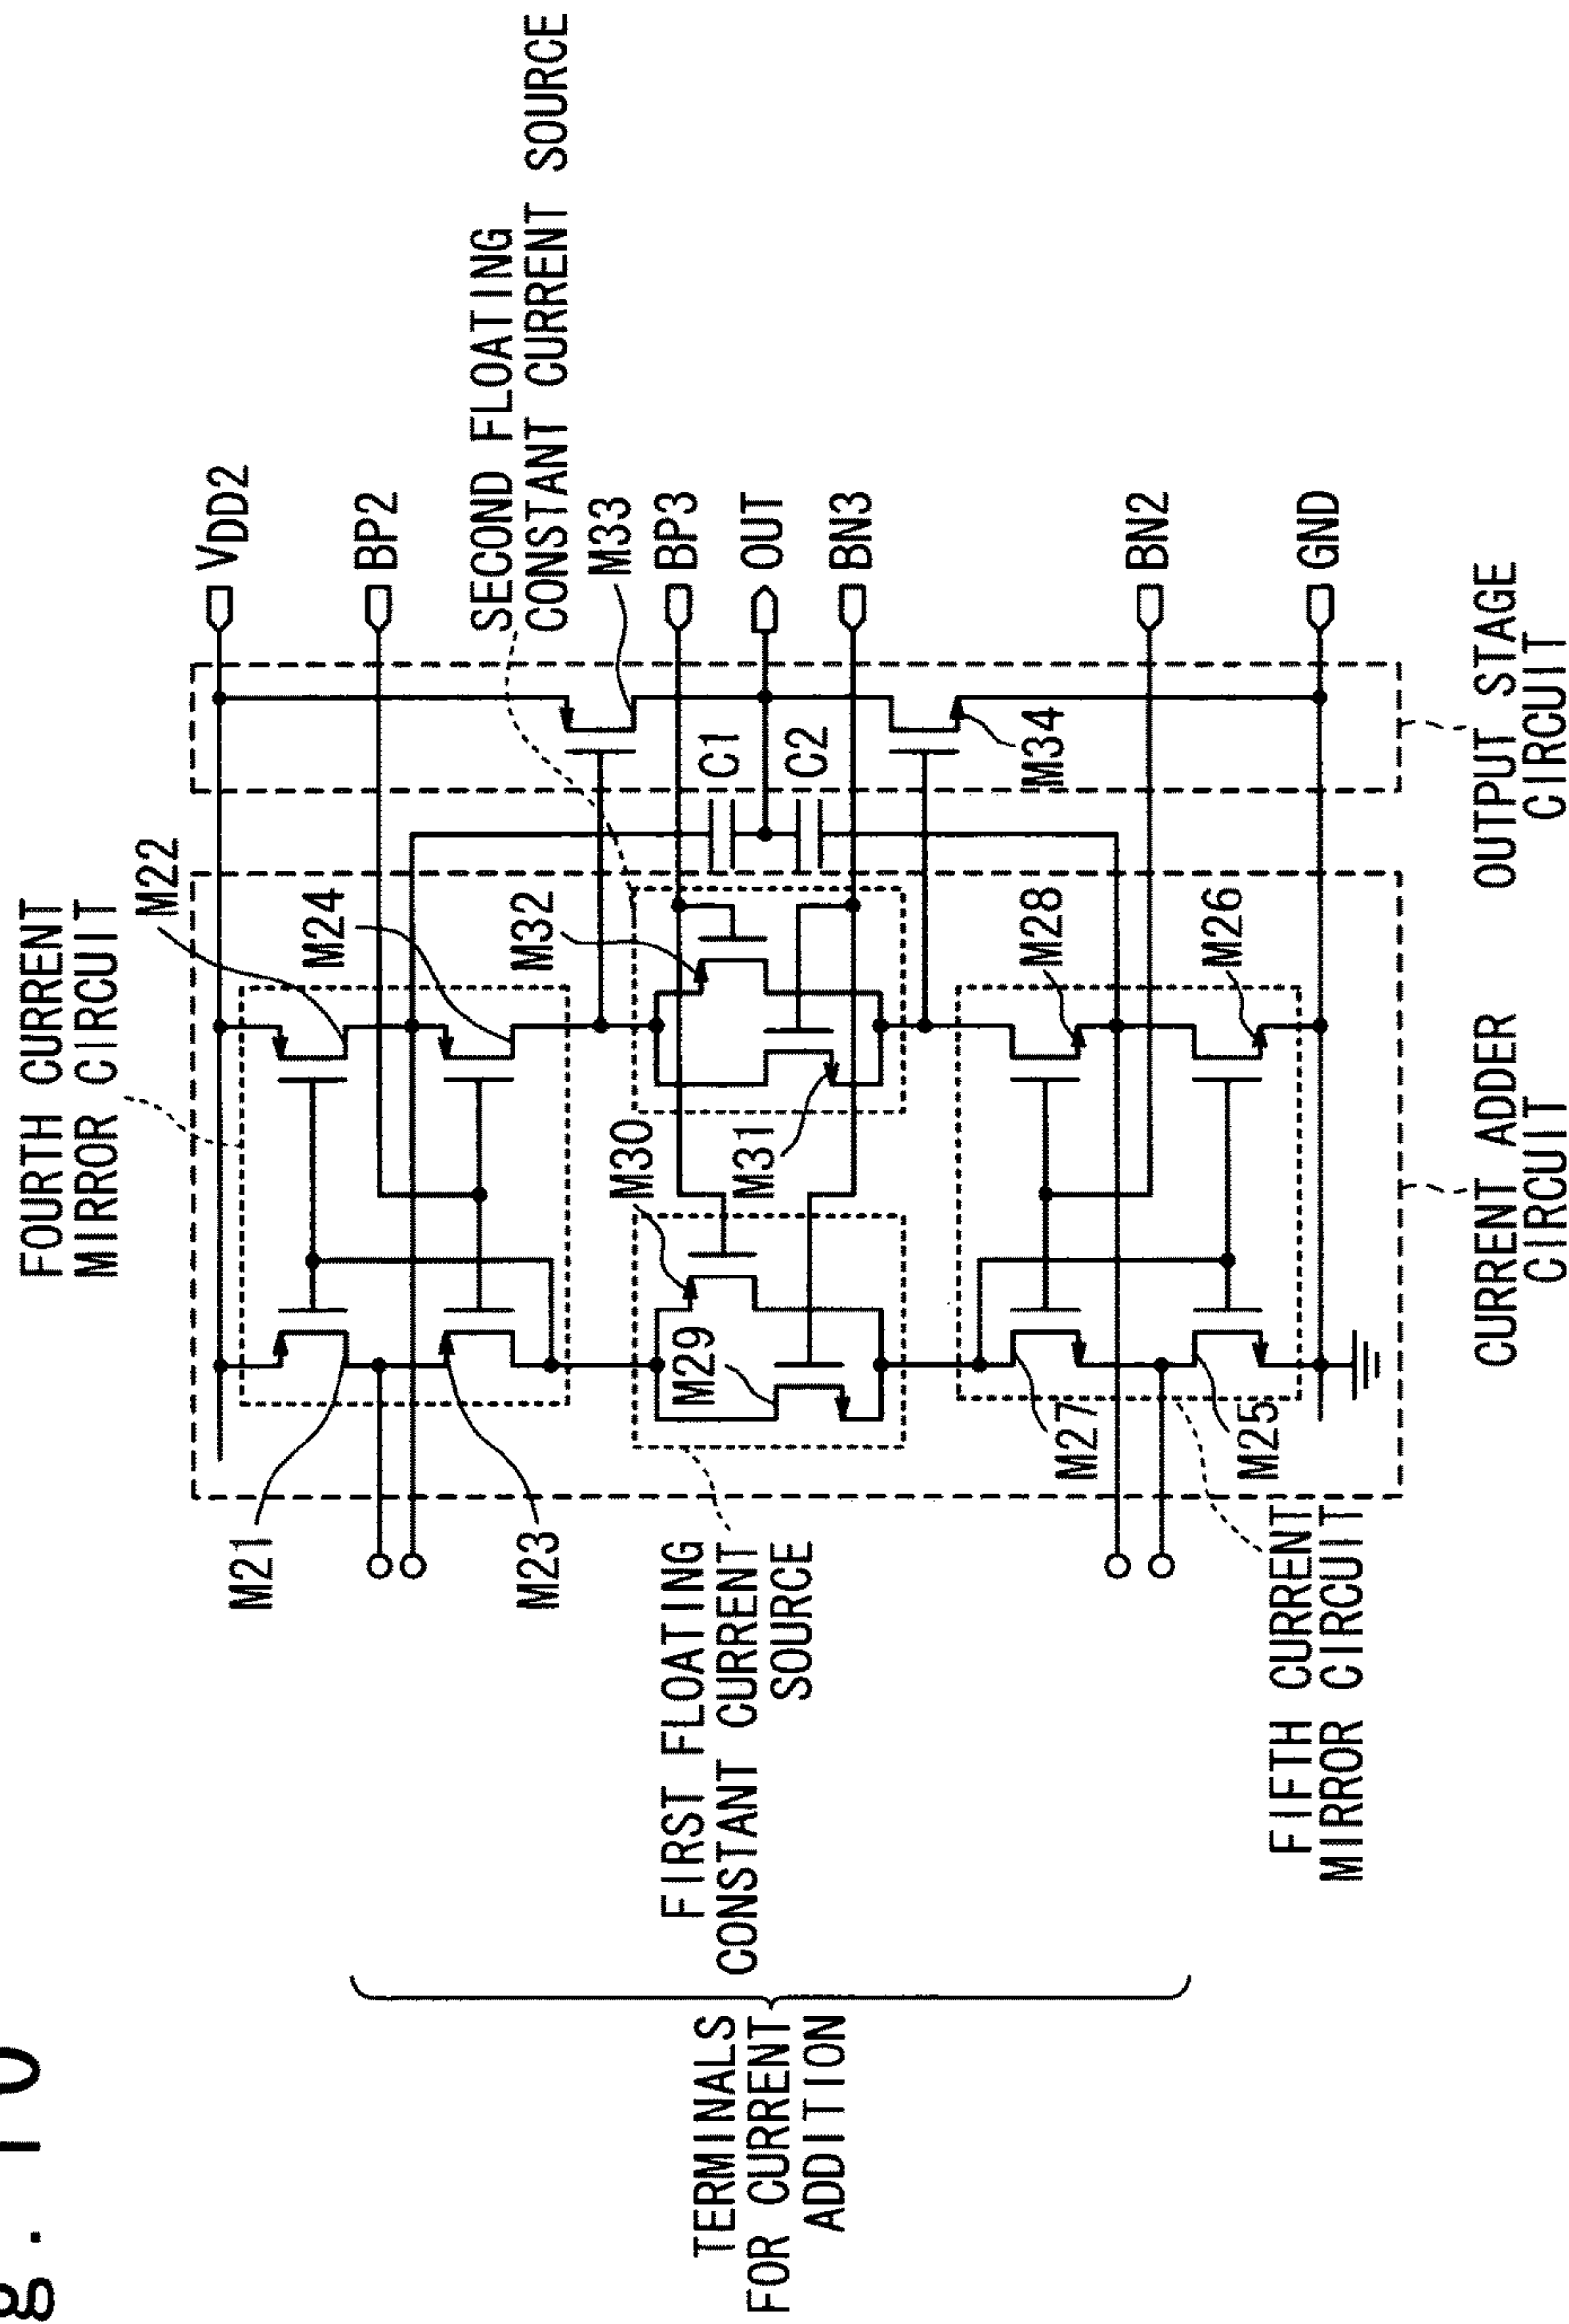 g. 10
FOURTH CURRENT
MIRROR CIRCUIT
M22
M24
M21
M23
VDD2
BP2
SECOND FLOATING
CONSTANT CURRENT SOURCE
M33
BP3
OUT
BN3
BN2
GND
M32
M30
M31
M29
C1
C2
M34
M28
M26
M27
M25
FIRST FLOATING
CONSTANT CURRENT
SOURCE
TERMINALS
FOR CURRENT
ADDITION
FIFTH CURRENT
MIRROR CIRCUIT
CURRENT ADDER
CIRCUIT
OUTPUT STAGE
CIRCUIT